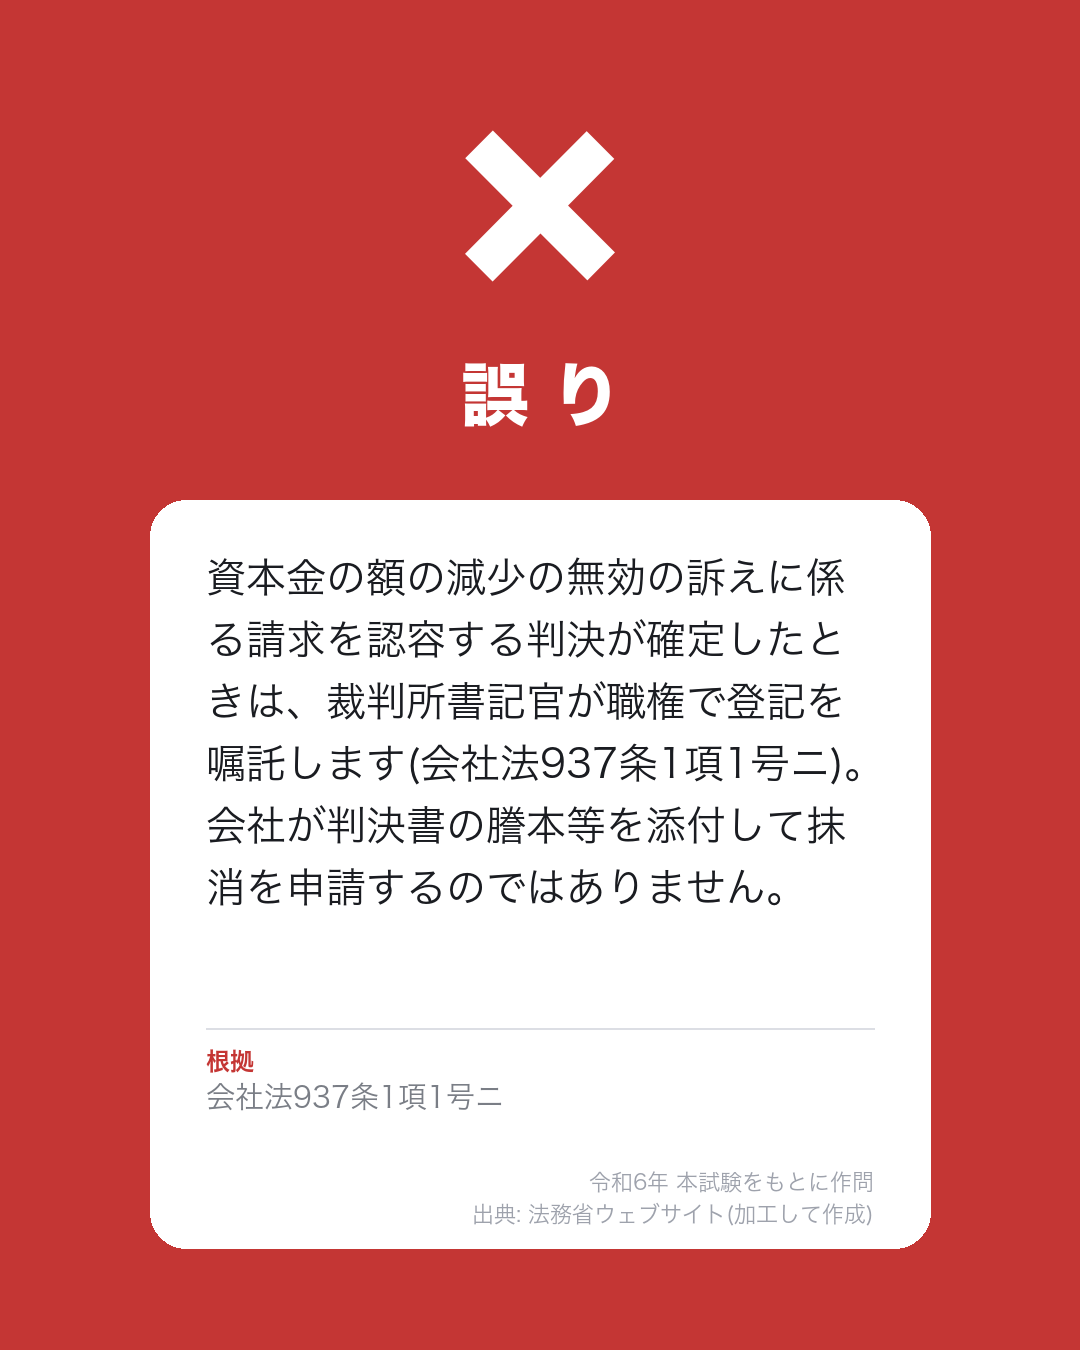 誤り
資本金の額の減少の無効の訴えに係
る請求を認容する判決が確定したと
きは、裁判所書記官が職権で登記を
嘱託します(会社法937条1項1号ニ)。
会社が判決書の謄本等を添付して抹
消を申請するのではありません。
根拠
会社法937条1項1号ニ
令和6年 本試験をもとに作問
出典: 法務省ウェブサイト(加工して作成)